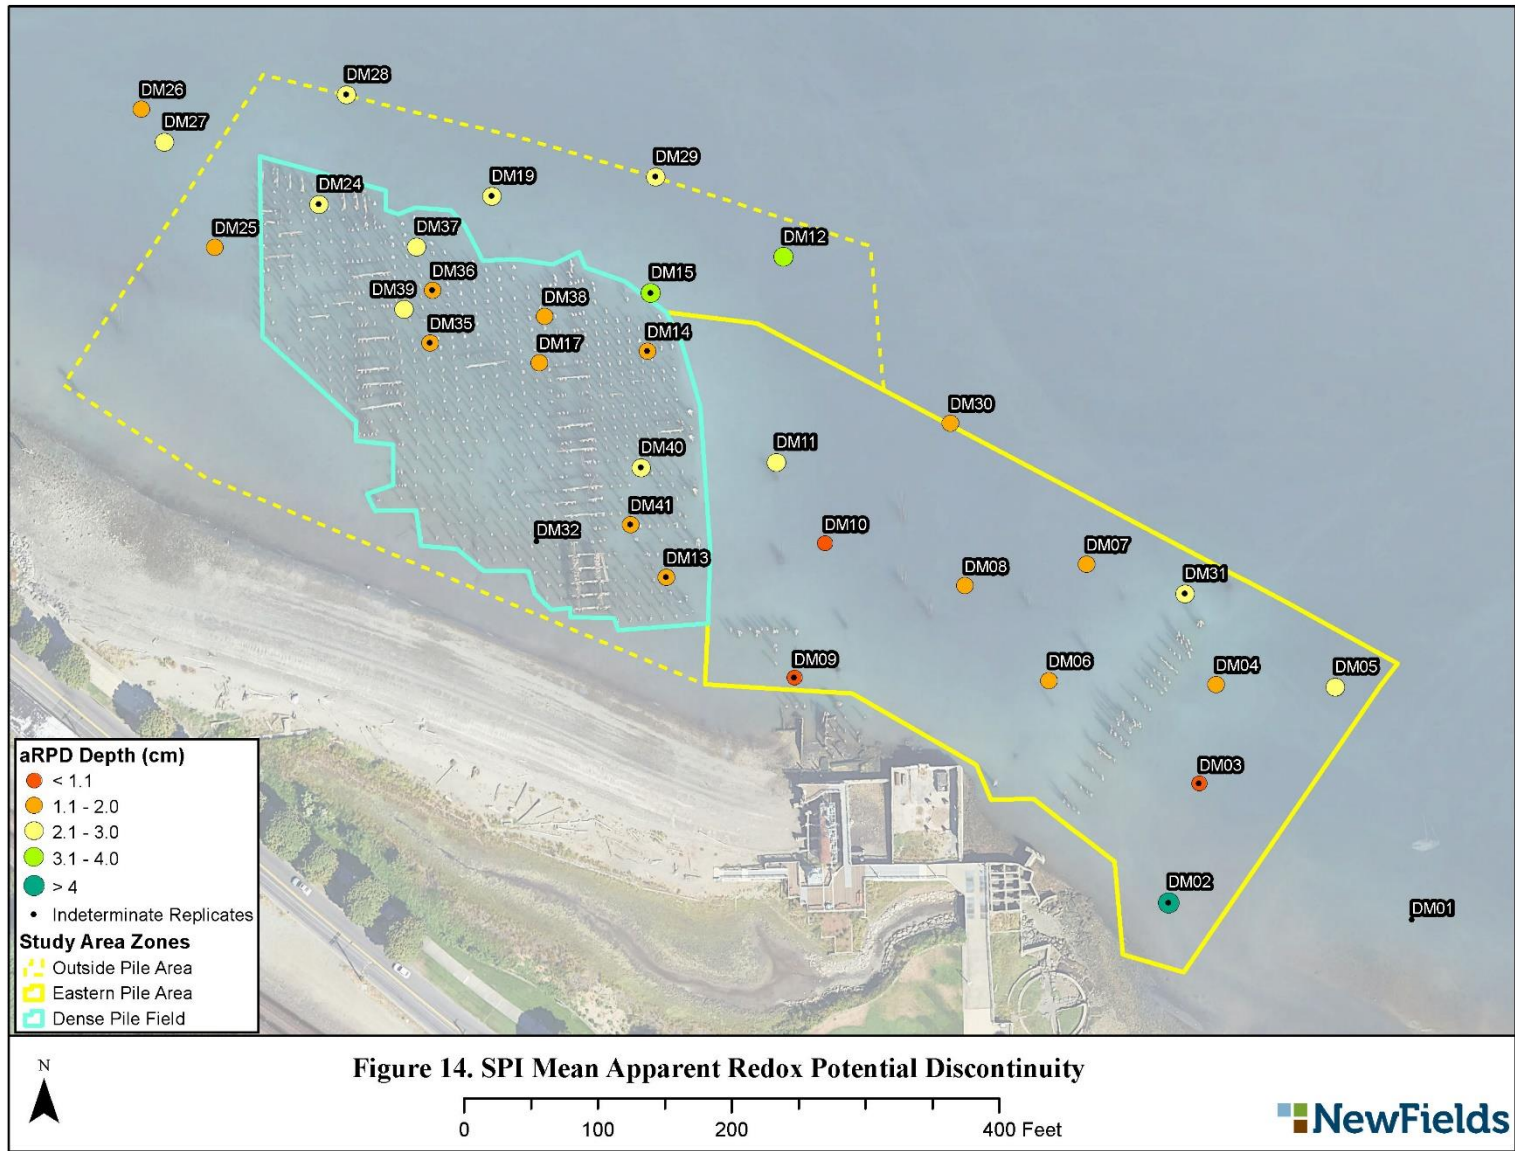 DM28
DM26
DM27
DM29
DM19
DM24
DM25
DM37
DM12
DM36
DM15
DM39
DM38
DM35
DM14
DM17
DM30
DM40
DM11
DM41
DM32
DM10
DM13
DM08
DM07
DM31
DM09
DM06
DM04
DM05
DM03
DM02
DM01
aRPD Depth (cm)
< 1.1
1.1 - 2.0
2.1 - 3.0
3.1 - 4.0
> 4
Indeterminate Replicates
Study Area Zones
Outside Pile Area
Eastern Pile Area
Dense Pile Field
N
Figure 14. SPI Mean Apparent Redox Potential Discontinuity
0 100 200 400 Feet
NewFields